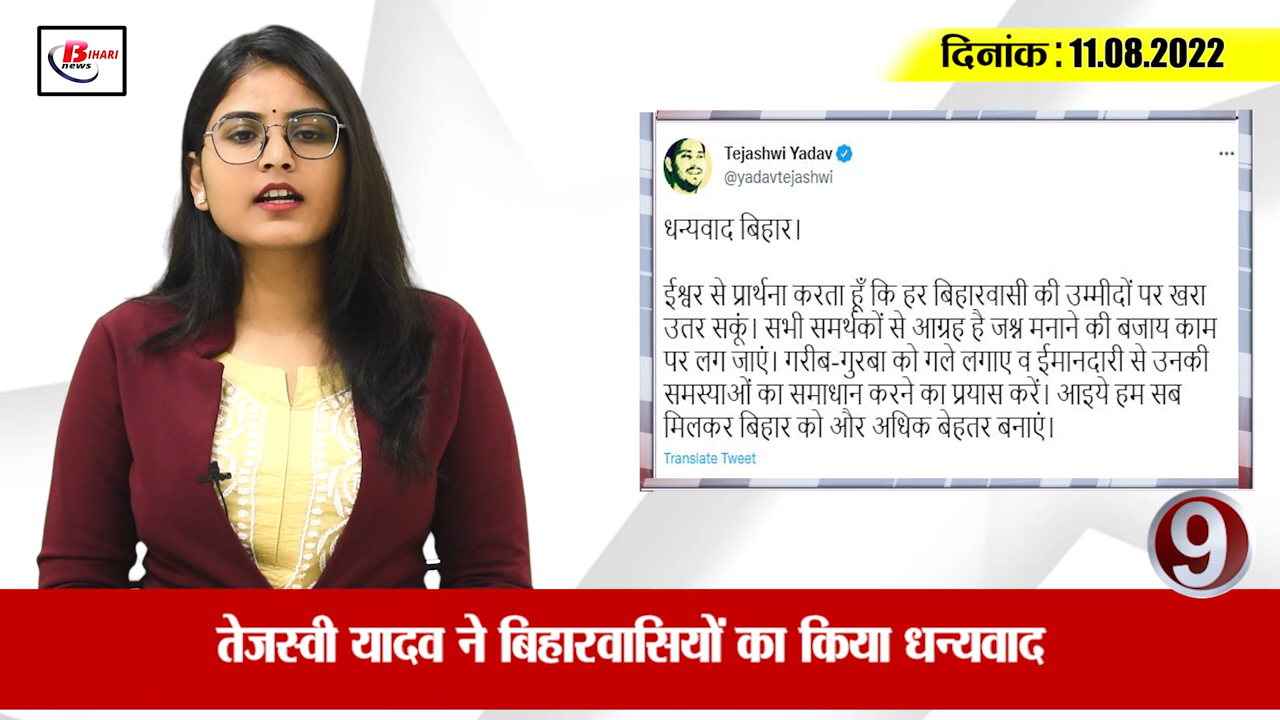 BIHARI
news
दिनांक : 11.08.2022
Tejashwi Yadav
@yadavtejashwi
धन्यवाद बिहार।
ईश्वर से प्रार्थना करता हूँ कि हर बिहारवासी की उम्मीदों पर खरा
उतर सकूं। सभी समर्थकों से आग्रह है जश्न मनाने की बजाय काम
पर लग जाएं। गरीब-गुरबा को गले लगाए व ईमानदारी से उनकी
समस्याओं का समाधान करने का प्रयास करें। आइये हम सब
मिलकर बिहार को और अधिक बेहतर बनाएं।
Translate Tweet
9
तेजस्वी यादव ने बिहारवासियों का किया धन्यवाद